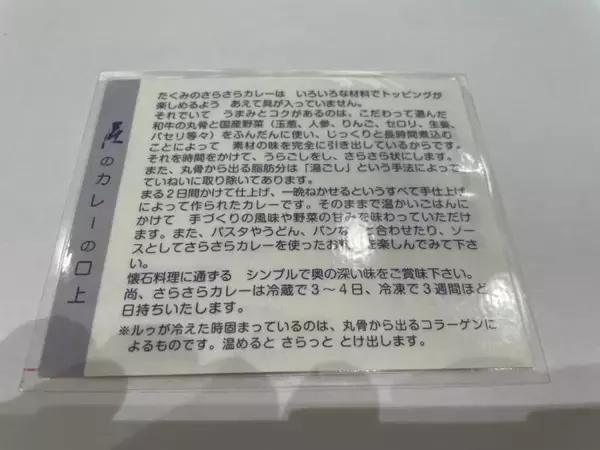 匠のカレーの口上
たくみのさらさらカレーは いろいろな材料でトッピングが
楽しめるよう あえて具が入っていません。
それでいて うまみとコクがあるのは、こだわって選んだ
和牛の丸骨と国産野菜(玉葱、人参、りんご、セロリ、生姜、
パセリ等々)をふんだんに使い、じっくりと長時間煮込む
ことによって 素材の味を完全に引き出しているからです。
それを時間をかけて、うらごしをし、さらさら状にします。
また、丸骨から出る脂肪分は「湯ごし」という手法によって
ていねいに取り除いてあります。
まる2日間かけて仕上げ、一晩ねかせるというすべて手仕上げ
によって作られたカレーです。そのままで温かいごはんに
かけて 手づくりの風味や野菜の甘みを味わっていただけ
ます。また、パスタやうどん、パンなどと合わせたり、ソー
スとしてさらさらカレーを使ったお料理を楽しんでみて下さ
い。
懐石料理に通ずる シンプルで奥の深い味をご賞味下さい。
尚、さらさらカレーは冷蔵で3〜4日、冷凍で3週間ほど
日持ちいたします。
※ルゥが冷えた時固まっているのは、丸骨から出るコラーゲンに
よるものです。温めると さらっと とけ出します。